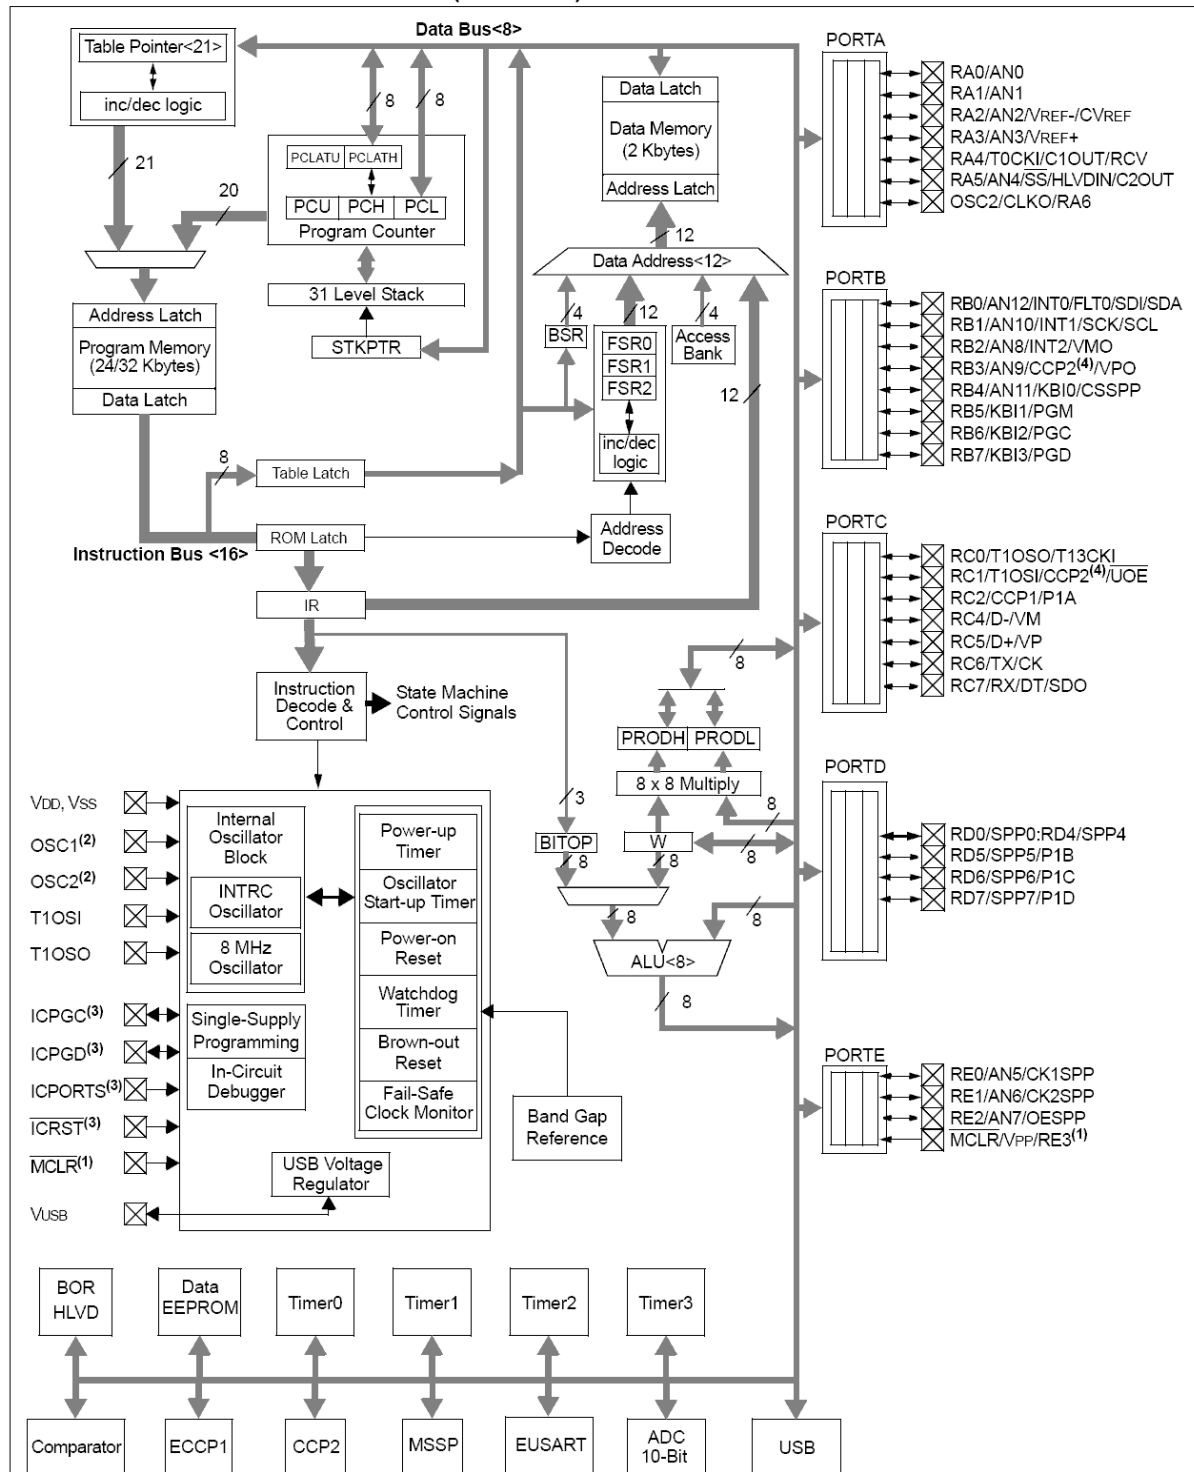 Data Bus<8>
Table Pointer<21>
inc/dec logic
21
20
8
8
PCLATU PCLATH
PCU PCH PCL
Program Counter
31 Level Stack
STKPTR
Address Latch
Program Memory
(24/32 Kbytes)
Data Latch
8
Table Latch
Instruction Bus <16>
ROM Latch
IR
Instruction
Decode &
Control
State Machine
Control Signals
Data Latch
Data Memory
(2 Kbytes)
Address Latch
12
Data Address<12>
4
12
4
BSR
FSR0
FSR1
FSR2
Access
Bank
12
inc/dec
logic
Address
Decode
8
PRODH PRODL
8 x 8 Multiply
3
8
BITOP
W
8
8
8
8
8
ALU<8>
8
VDD, VSS
OSC1(2)
OSC2(2)
T1OSI
T1OSO
ICPGC(3)
ICPGD(3)
ICPORTS(3)
ICRST(3)
MCLR(1)
VUSB
Internal
Oscillator
Block
INTRC
Oscillator
8 MHz
Oscillator
Single-Supply
Programming
In-Circuit
Debugger
Power-up
Timer
Oscillator
Start-up Timer
Power-on
Reset
Watchdog
Timer
Brown-out
Reset
Fail-Safe
Clock Monitor
USB Voltage
Regulator
Band Gap
Reference
PORTA
RA0/AN0
RA1/AN1
RA2/AN2/VREF-/CVREF
RA3/AN3/VREF+
RA4/T0CKI/C1OUT/RCV
RA5/AN4/SS/HLVDIN/C2OUT
OSC2/CLKO/RA6
PORTB
RB0/AN12/INT0/FLT0/SDI/SDA
RB1/AN10/INT1/SCK/SCL
RB2/AN8/INT2/VMO
RB3/AN9/CCP2(4)/VPO
RB4/AN11/KBI0/CSSPP
RB5/KBI1/PGM
RB6/KBI2/PGC
RB7/KBI3/PGD
PORTC
RC0/T1OSO/T13CKI
RC1/T1OSI/CCP2(4)/UOE
RC2/CCP1/P1A
RC4/D-/VM
RC5/D+/VP
RC6/TX/CK
RC7/RX/DT/SDO
PORTD
RD0/SPP0:RD4/SPP4
RD5/SPP5/P1B
RD6/SPP6/P1C
RD7/SPP7/P1D
PORTE
RE0/AN5/CK1SPP
RE1/AN6/CK2SPP
RE2/AN7/OESPP
MCLR/VPP/RE3(1)
BOR
HLVD
Data
EEPROM
Timer0
Timer1
Timer2
Timer3
Comparator
ECCP1
CCP2
MSSP
EUSART
ADC
10-Bit
USB